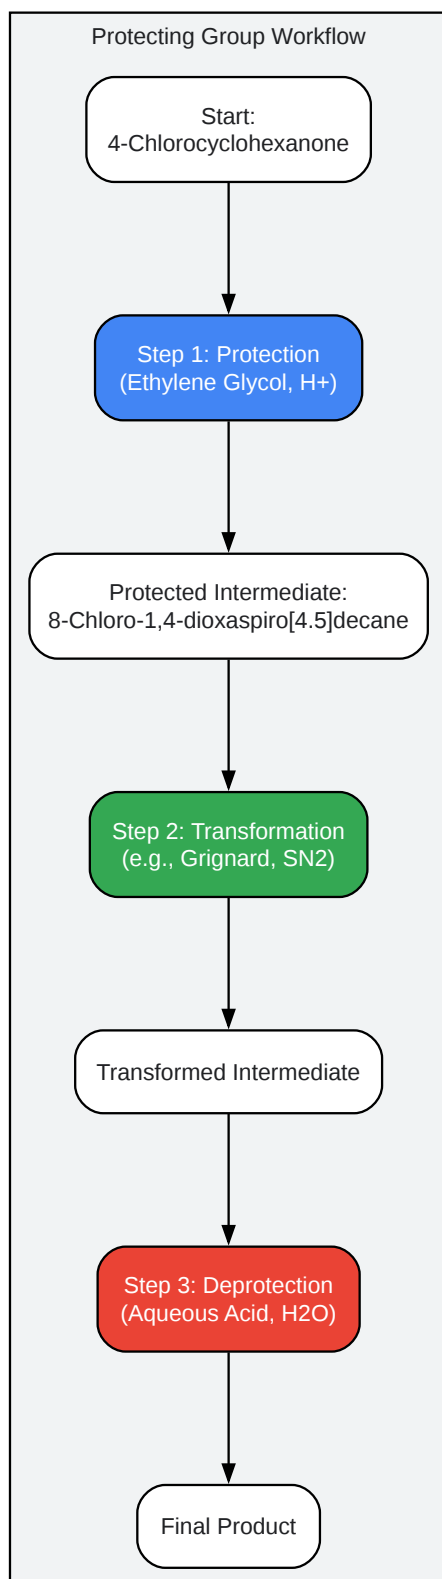 Protecting Group Workflow
Start:
4-Chlorocyclohexanone
Step 1: Protection
(Ethylene Glycol, H+)
Protected Intermediate:
8-Chloro-1,4-dioxaspiro[4.5]decane
Step 2: Transformation
(e.g., Grignard, SN2)
Transformed Intermediate
Step 3: Deprotection
(Aqueous Acid, H2O)
Final Product